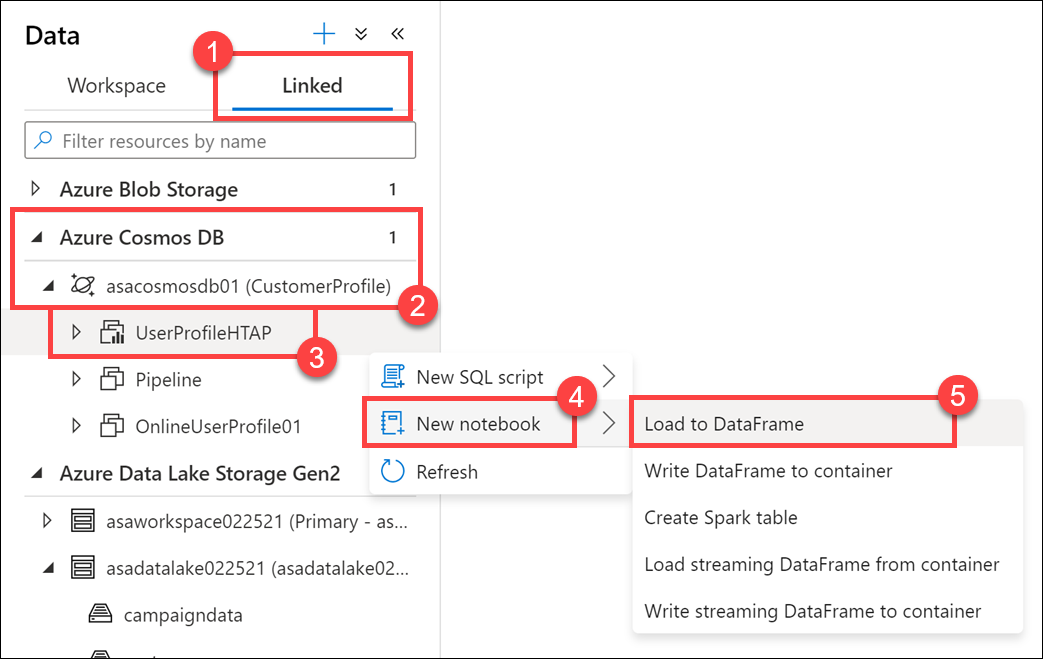 Data
1
Workspace
Linked
Filter resources by name
Azure Blob Storage 1
Azure Cosmos DB 1
asacosmosdb01 (CustomerProfile)
2
UserProfileHTAP
3
Pipeline
OnlineUserProfile01
New SQL script
4
New notebook
Refresh
5
Load to DataFrame
Write DataFrame to container
Create Spark table
Load streaming DataFrame from container
Write streaming DataFrame to container
Azure Data Lake Storage Gen2
asaworkspace022521 (Primary - as...
asadatalake022521 (asadatalake02...
campaigndata